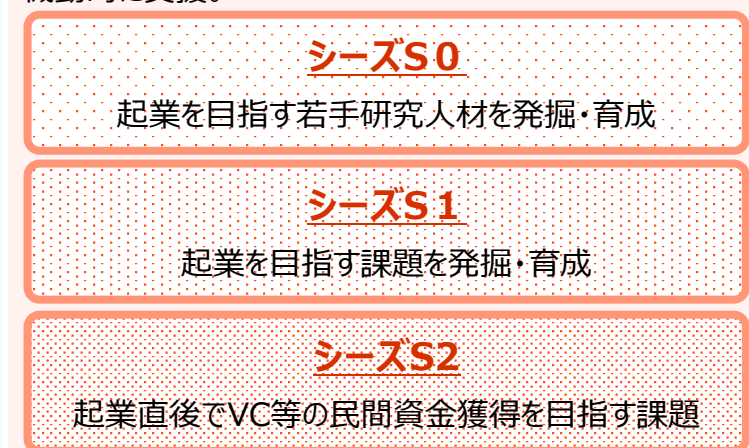 シーズS０
起業を目指す若手研究人材を発掘・育成
シーズS１
起業を目指す課題を発掘・育成
シーズS2
起業直後でVC等の民間資金獲得を目指す課題